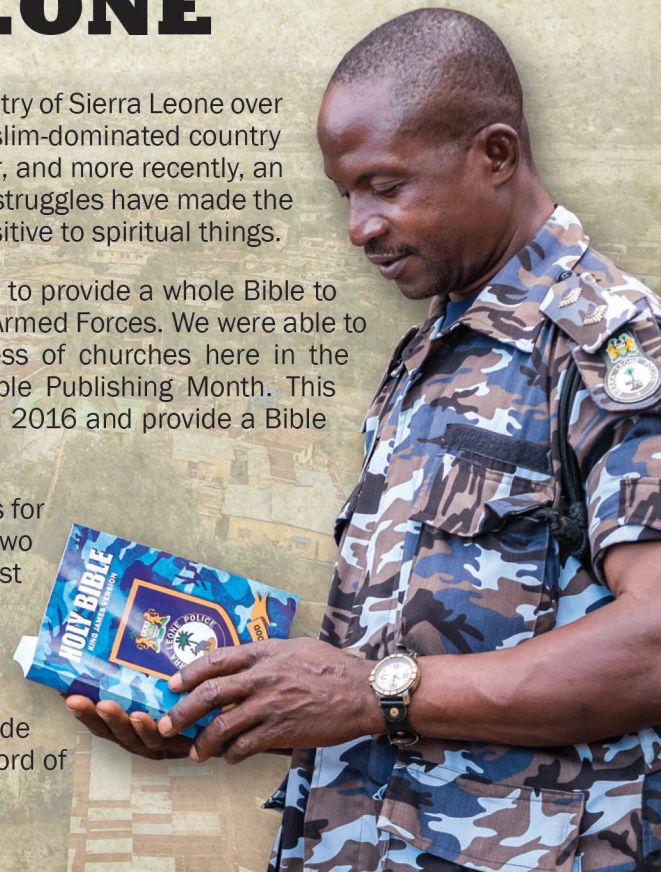 LEONE
try of Sierra Leone over
slim-dominated country
r, and more recently, an
struggles have made the
sitive to spiritual things.
to provide a whole Bible to
Armed Forces. We were able to
ess of churches here in the
ble Publishing Month. This
2016 and provide a Bible
s for
wo
st
HOLY BIBLE
KING JAMES VERSION
LEONE POLICE
de
ord of